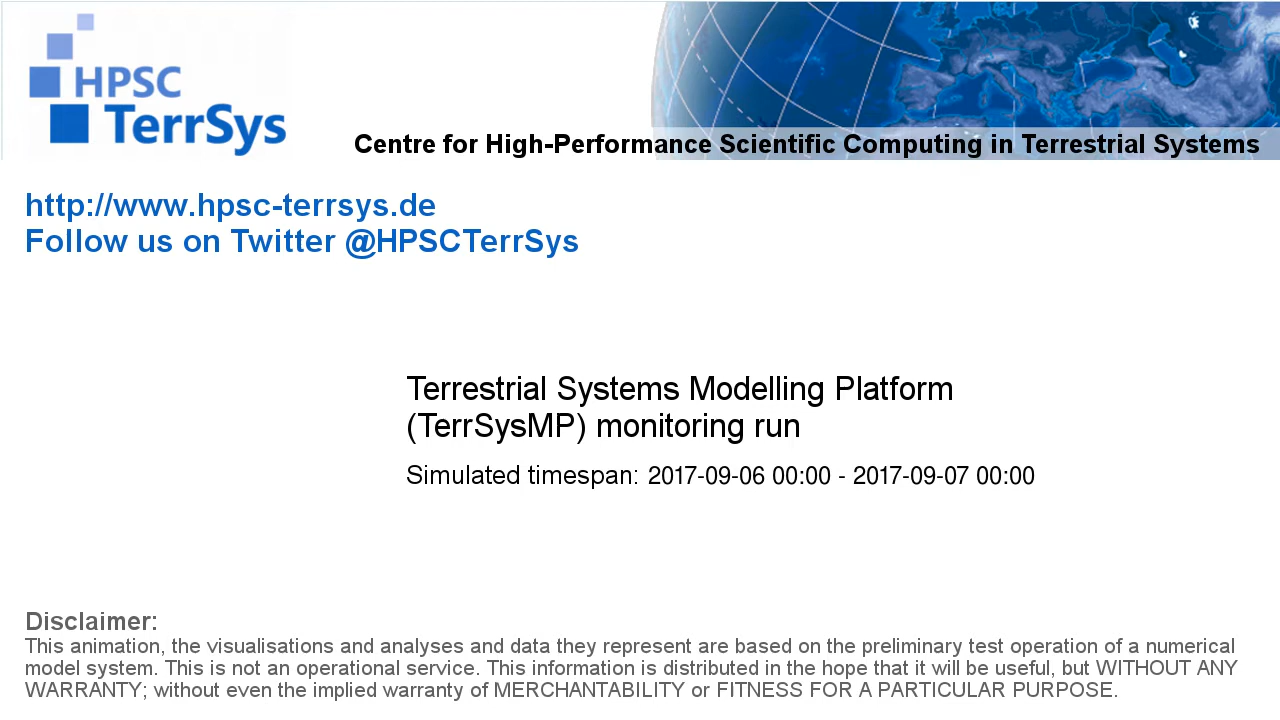 HPSC
TerrSys
Centre for High-Performance Scientific Computing in Terrestrial Systems
http://www.hpsc-terrsys.de
Follow us on Twitter @HPSCTerrSys
Terrestrial Systems Modelling Platform
(TerrSysMP) monitoring run
Simulated timespan: 2017-09-06 00:00 - 2017-09-07 00:00
Disclaimer:
This animation, the visualisations and analyses and data they represent are based on the preliminary test operation of a numerical
model system. This is not an operational service. This information is distributed in the hope that it will be useful, but WITHOUT ANY
WARRANTY; without even the implied warranty of MERCHANTABILITY or FITNESS FOR A PARTICULAR PURPOSE.